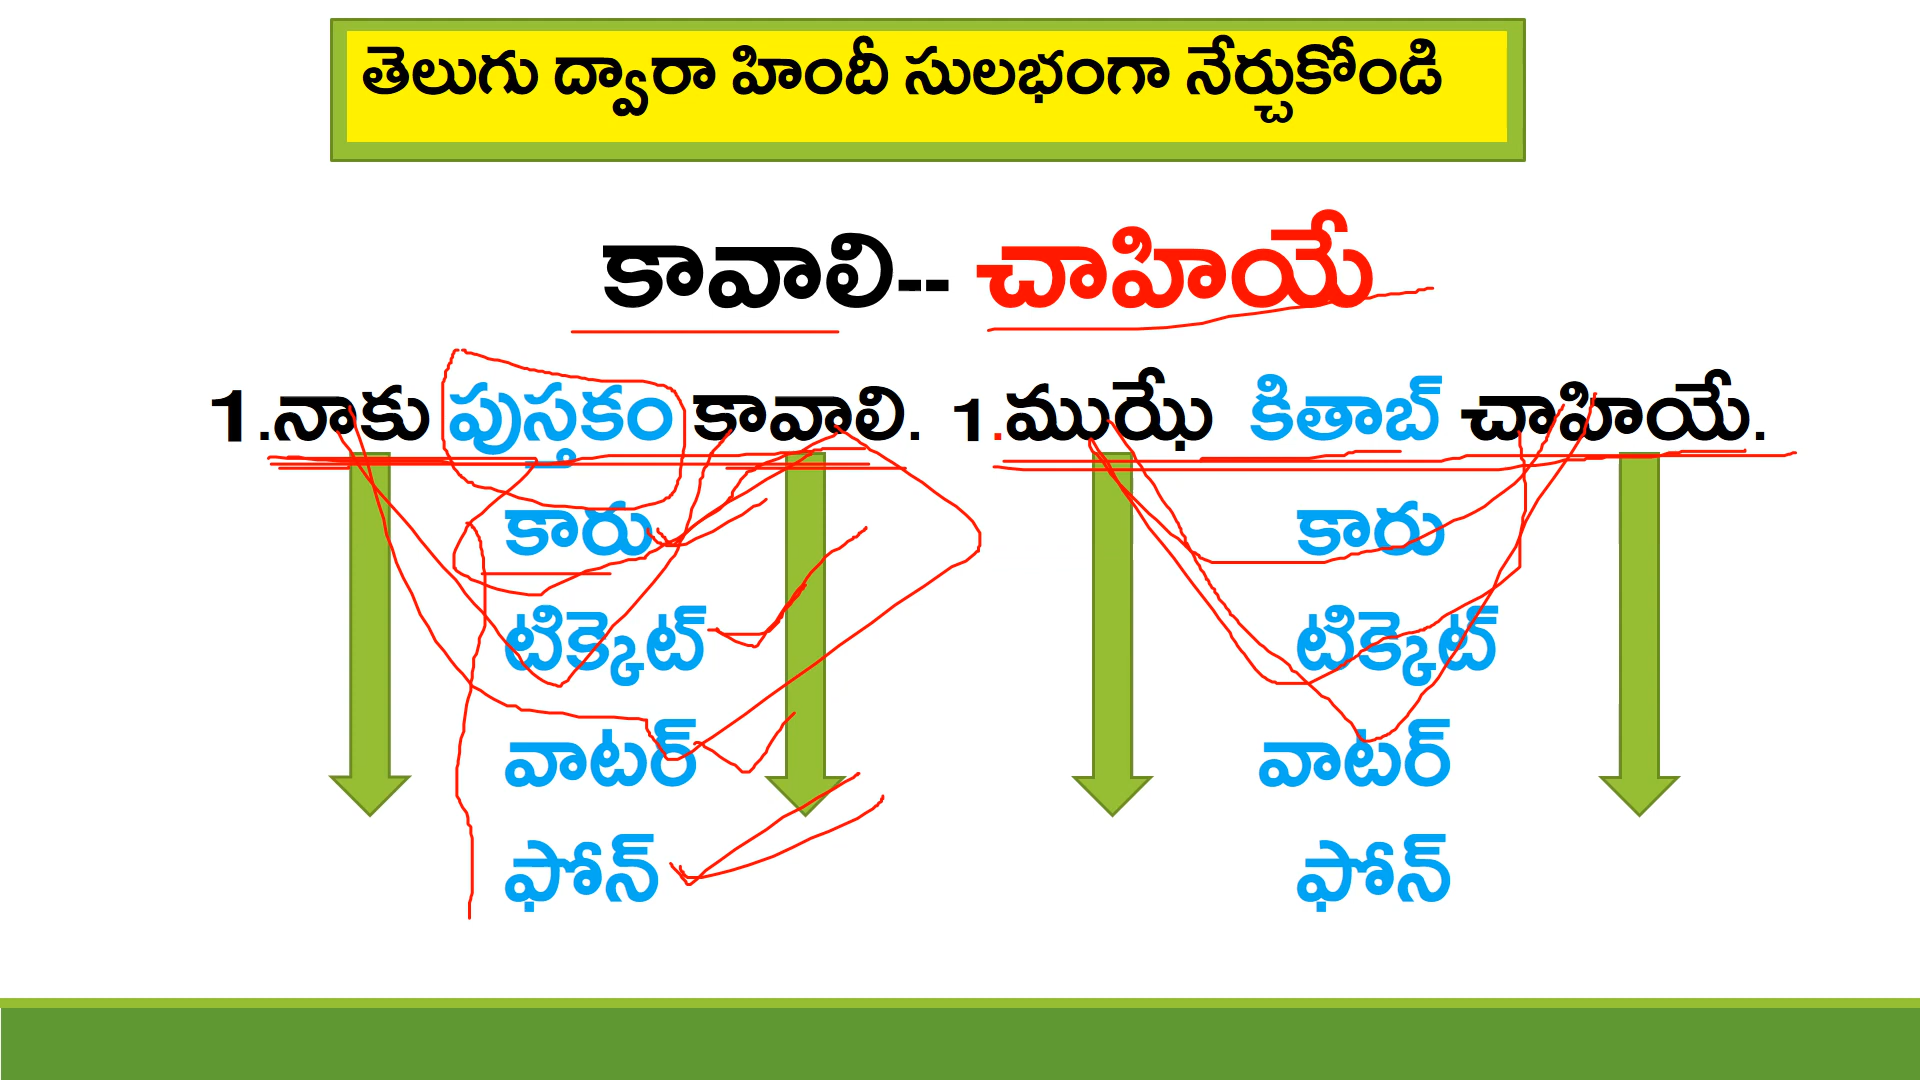 తెలుగు ద్వారా హిందీ సులభంగా నేర్చుకోండి
కావాలి-- చాహియే
1.నాకు పుస్తకం కావాలి. 1.ముఝే కితాబ్ చాహియే.
కారు కారు
టిక్కెట్ టిక్కెట్
వాటర్ వాటర్
ఫోన్ ఫోన్